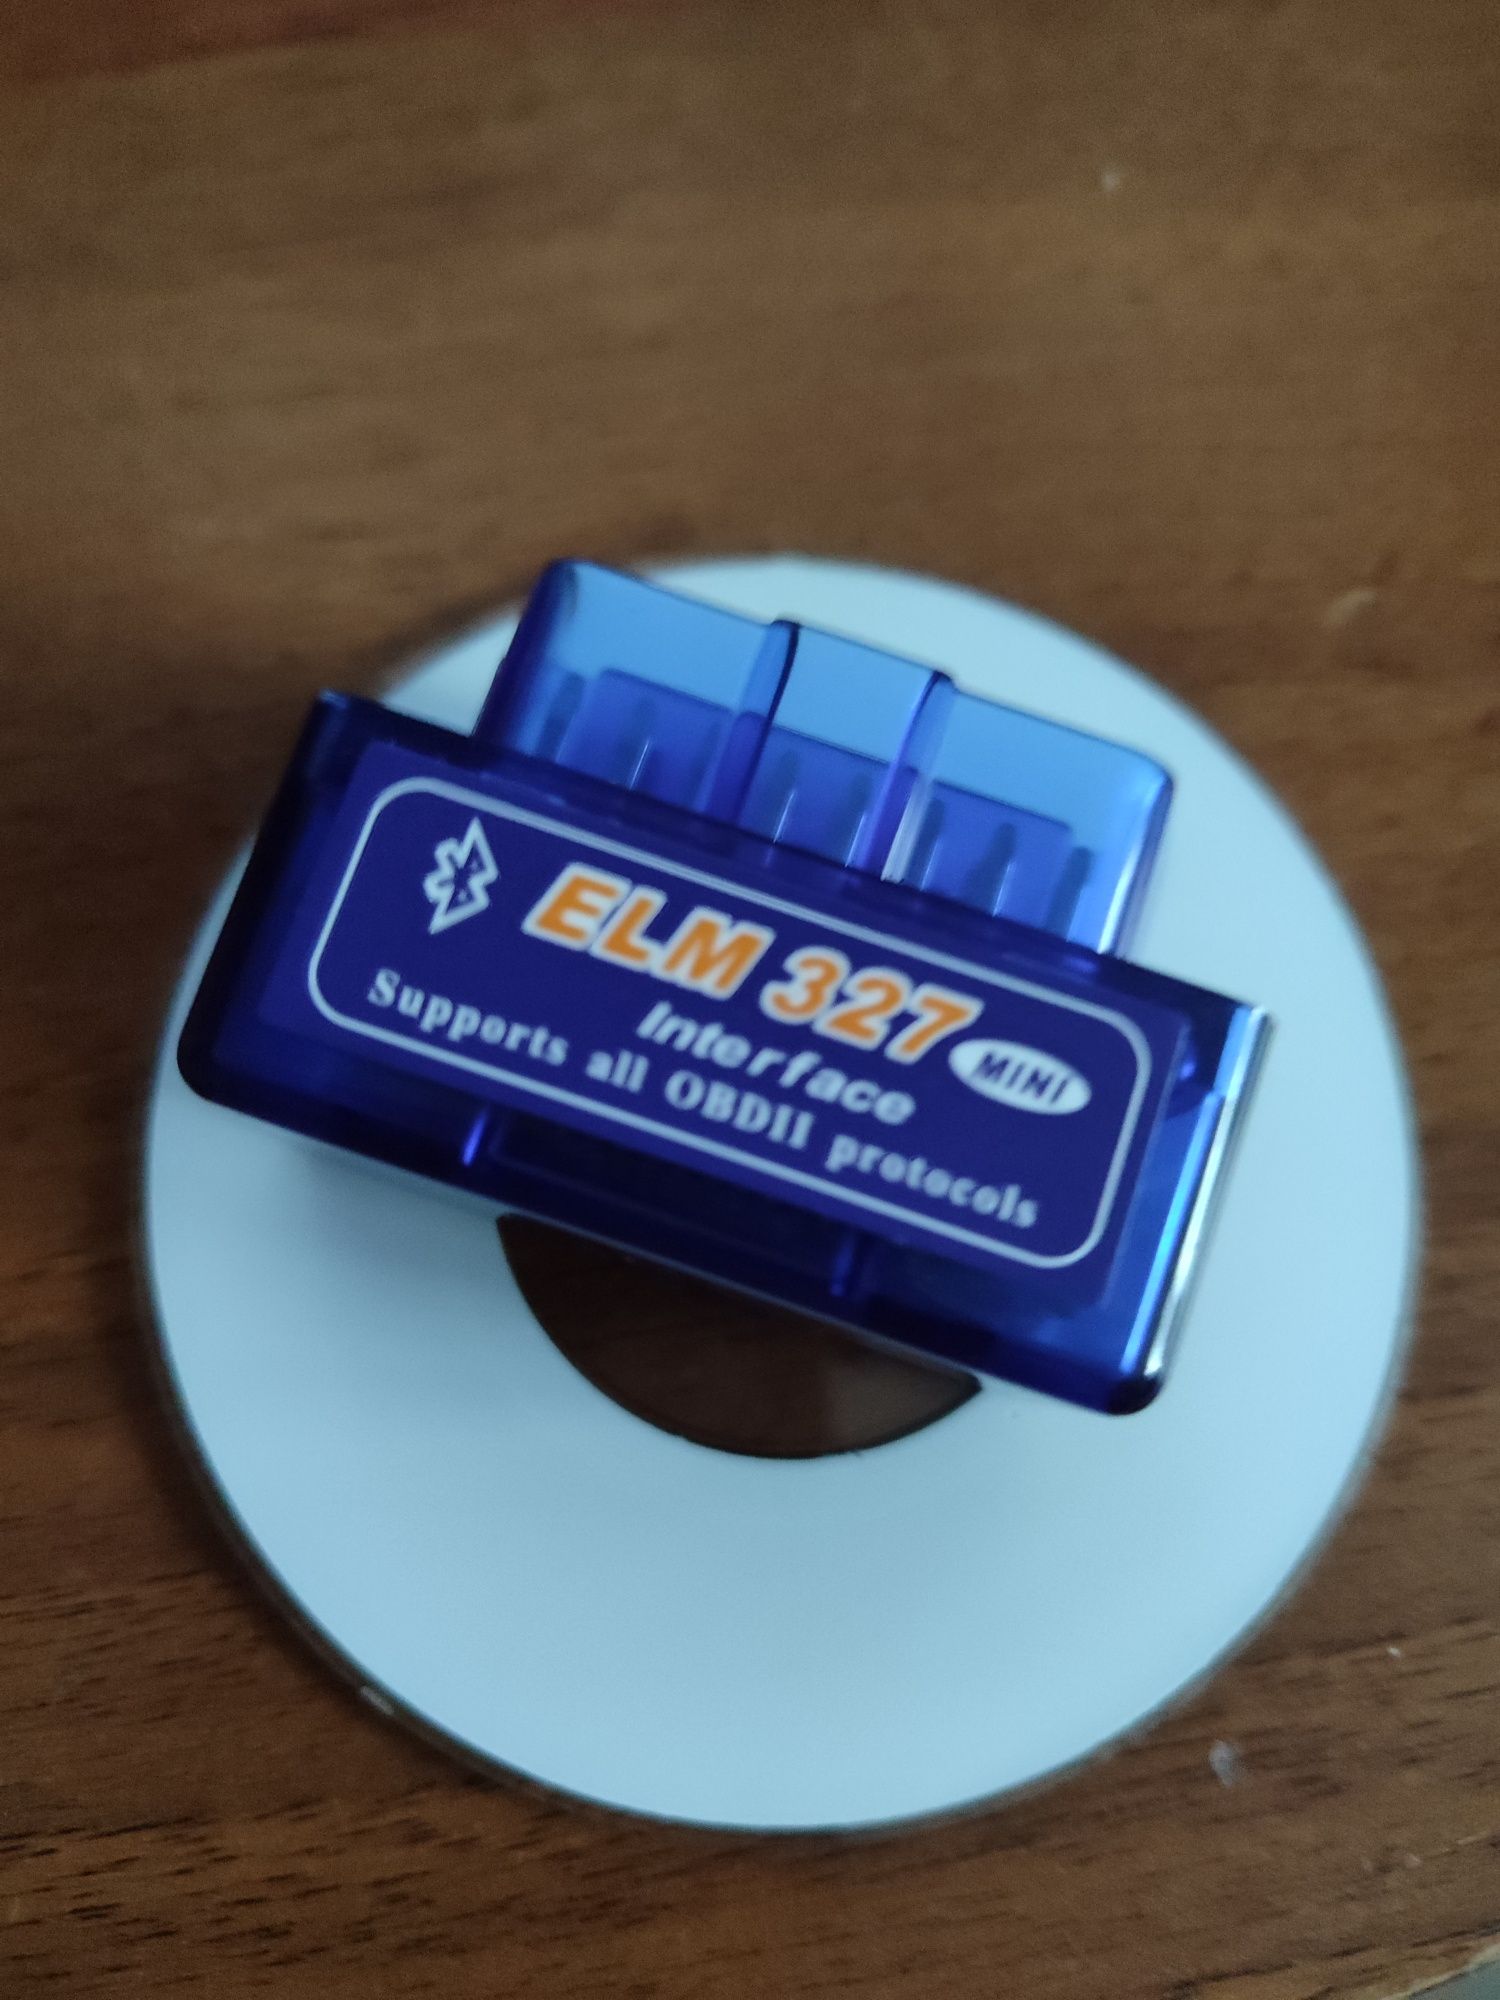 ELM 327
Interface MINI
Supports all OBDII protocols